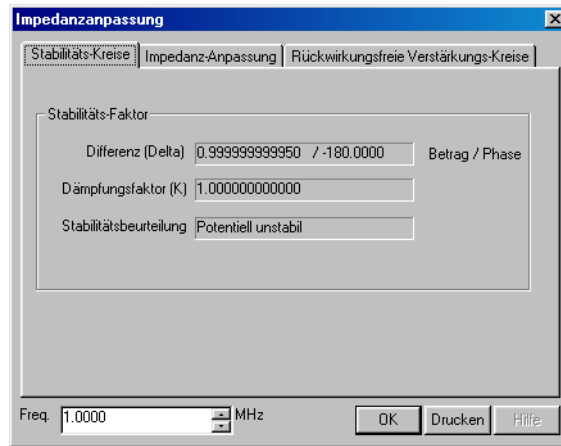 Impedanzanpassung
Stabilitäts-Kreise Impedanz-Anpassung Rückwirkungsfreie Verstärkungs-Kreise
Stabilitäts-Faktor
Differenz (Delta) 0.999999999950 / -180.0000 Betrag / Phase
Dämpfungsfaktor (K) 1.000000000000
Stabilitätsbeurteilung Potentiell unstabil
Freq. 1.0000 MHz OK Drucken Hilfe